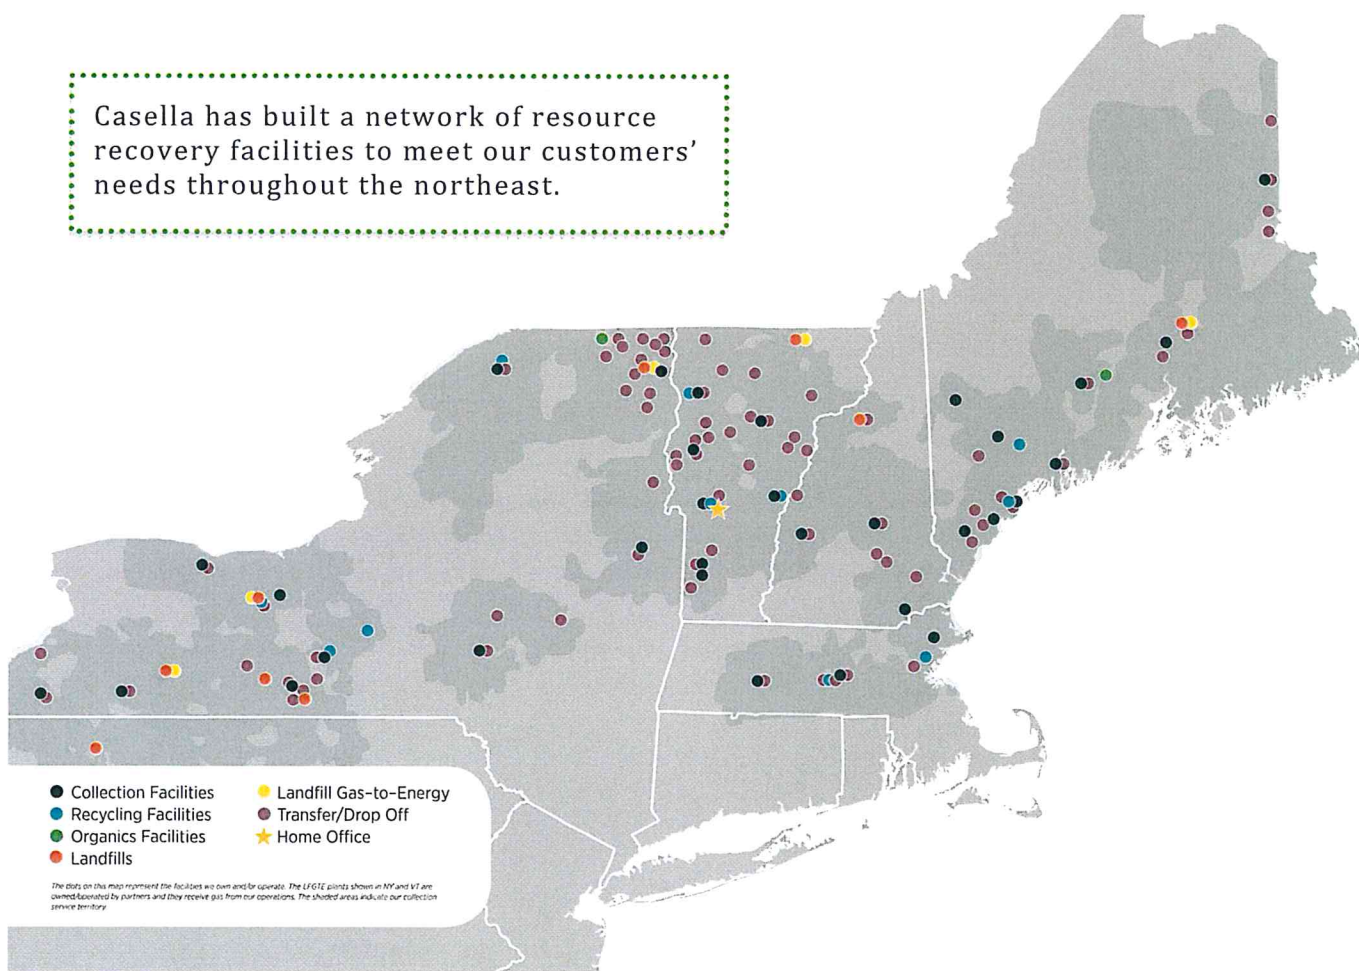 Casella has built a network of resource
recovery facilities to meet our customers’
needs throughout the northeast.
Collection Facilities
Recycling Facilities
Organics Facilities
Landfills
Landfill Gas-to-Energy
Transfer/Drop Off
Home Office
The dots on this map represent the facilities we own and/or operate. The LFGTE plants shown in NY and VT are
owned/operated by partners and they receive gas from our operations. The shaded areas indicate our collection
service territory.